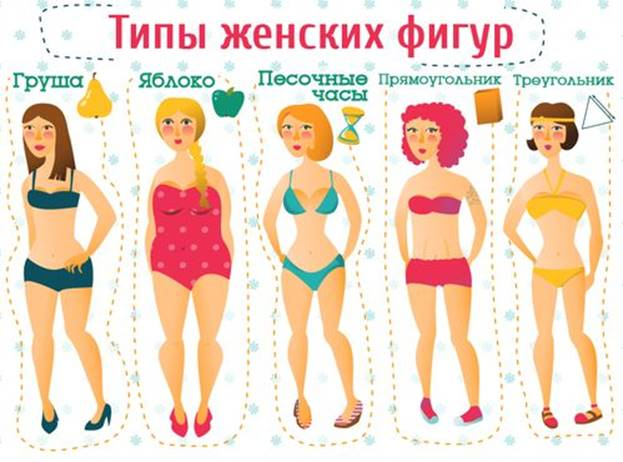 Типы женских фигур
Груша
Яблоко
Песочные
часы
Прямоугольник
Треугольник